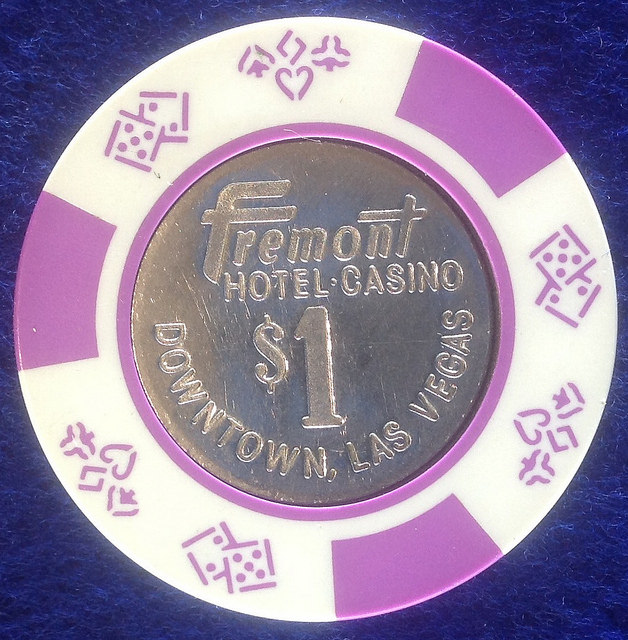 Fremont
HOTEL·CASINO
$1
DOWNTOWN, LAS VEGAS